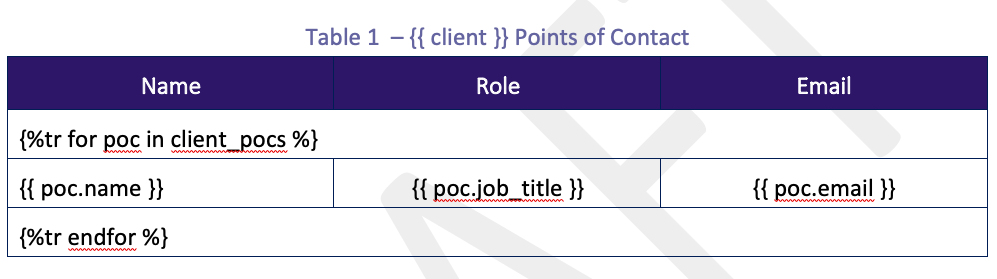 Table 1 – {{ client }} Points of Contact
Name Role Email
{%tr for poc in client_pocs %}
{{ poc.name }} {{ poc.job_title }} {{ poc.email }}
{%tr endfor %}